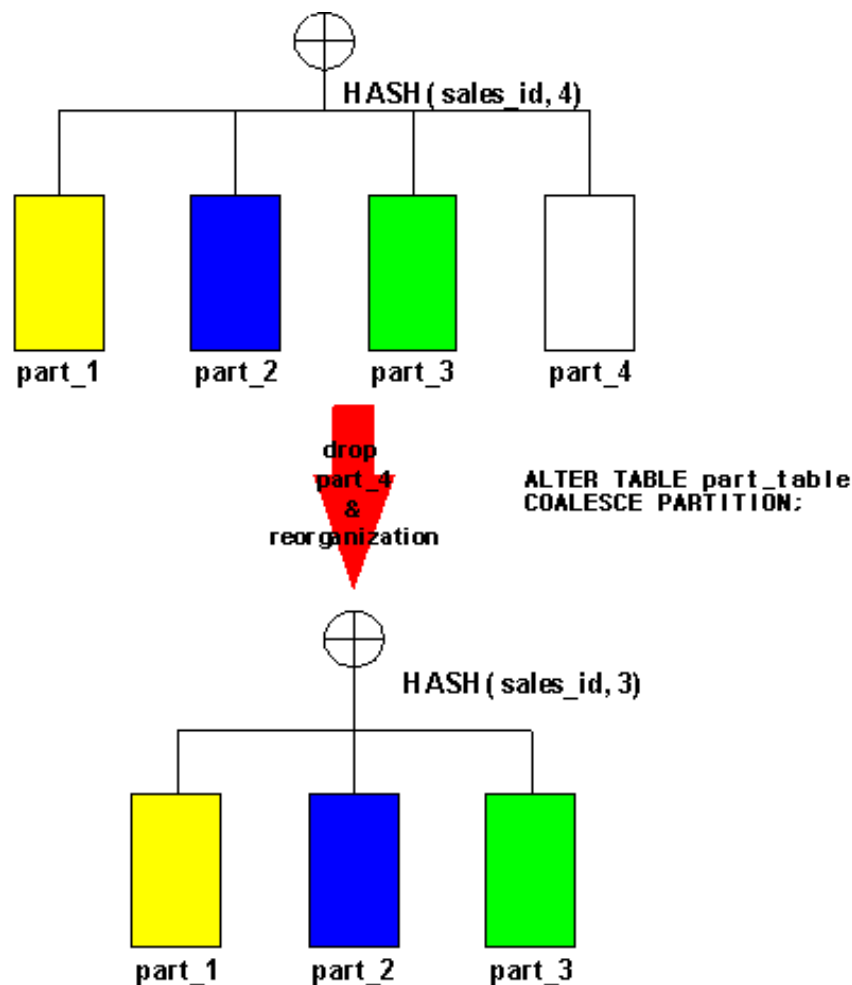 HASH( sales_id, 4)
part_1 part_2 part_3 part_4
drop
part_4
&
reorganization
ALTER TABLE part_table
COALESCE PARTITION;
HASH( sales_id, 3)
part_1 part_2 part_3